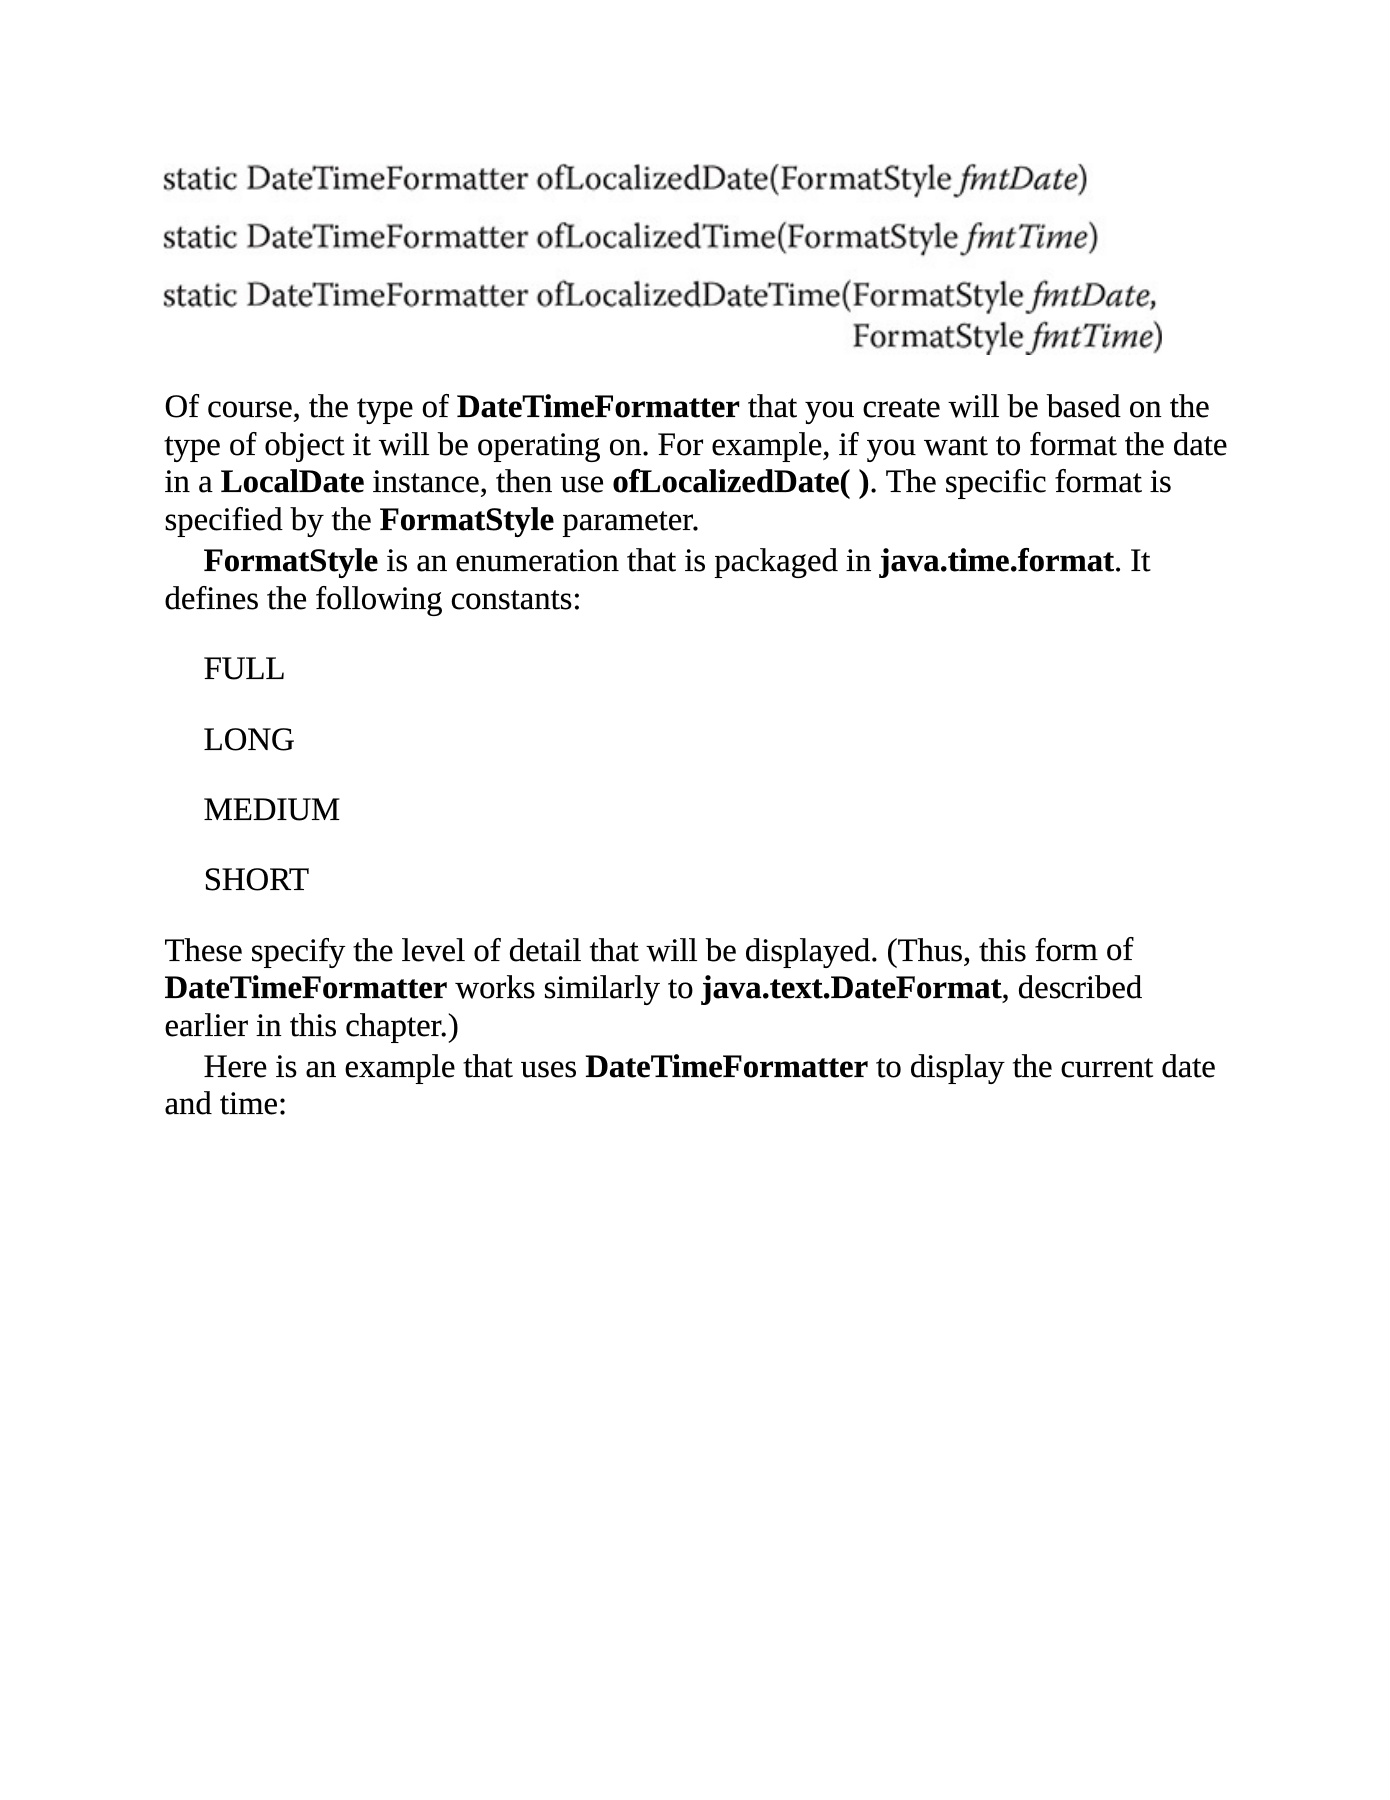 static DateTimeFormatter ofLocalizedDate(FormatStyle fmtDate)
static DateTimeFormatter ofLocalizedTime(FormatStyle fmtTime)
static DateTimeFormatter ofLocalizedDateTime(FormatStyle fmtDate,
FormatStyle fmtTime)
Of course, the type of DateTimeFormatter that you create will be based on the
type of object it will be operating on. For example, if you want to format the date
in a LocalDate instance, then use ofLocalizedDate( ). The specific format is
specified by the FormatStyle parameter.
FormatStyle is an enumeration that is packaged in java.time.format. It
defines the following constants:
FULL
LONG
MEDIUM
SHORT
These specify the level of detail that will be displayed. (Thus, this form of
DateTimeFormatter works similarly to java.text.DateFormat, described
earlier in this chapter.)
Here is an example that uses DateTimeFormatter to display the current date
and time: